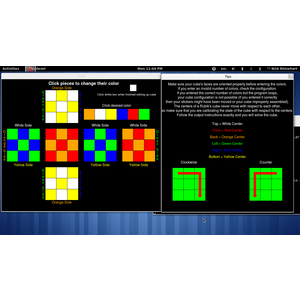 Activities
Mon 11:04 PM
Nick Rhinehart
Click pieces to change their color
Orange Side
Click white box when finished setting up cube
Click desired color
White Side
White Side
Yellow Side
Yellow Side
Orange Side
Tips
Make sure your cube's faces are oriented properly before entering the colors.
If you enter an invalid number of colors, check the configuration.
If you entered the correct number of colors but the program loops,
your cube configuration is not possible (if you entered it correctly
then your stickers might have been moved or your cube improperly assembled).
The centers of a Rubik's cube never move with respect to each other,
so make sure that you are calibrating the state of the cube with respect to the centers.
Follow the output instructions exactly and you will solve the cube.
Top = White Center
Front = Red Center
Back = Orange Center
Left = Green Center
Bottom = Yellow Center
Clockwise
Counter